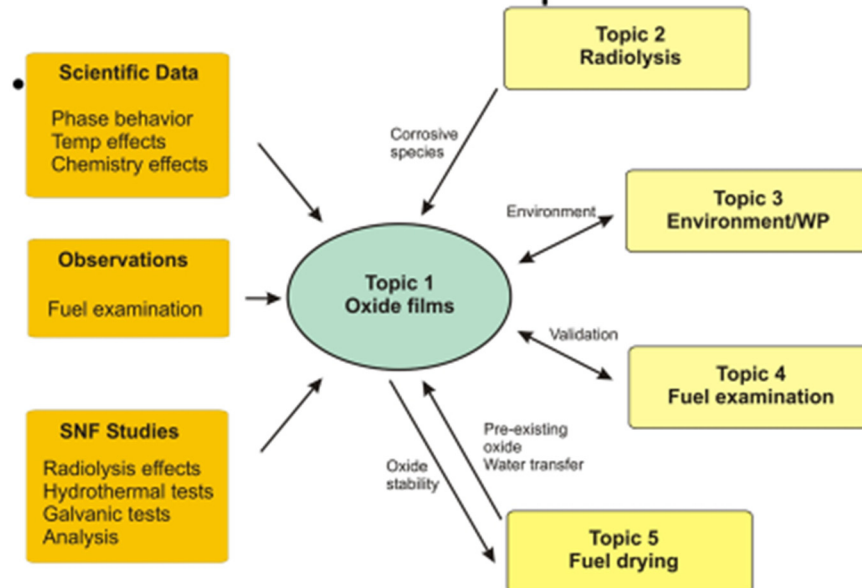 Scientific Data
Phase behavior
Temp effects
Chemistry effects
Observations
Fuel examination
SNF Studies
Radiolysis effects
Hydrothermal tests
Galvanic tests
Analysis
Topic 1
Oxide films
Topic 2
Radiolysis
Corrosive
species
Topic 3
Environment/WP
Environment
Topic 4
Fuel examination
Validation
Topic 5
Fuel drying
Pre-existing
oxide
Water transfer
Oxide
stability